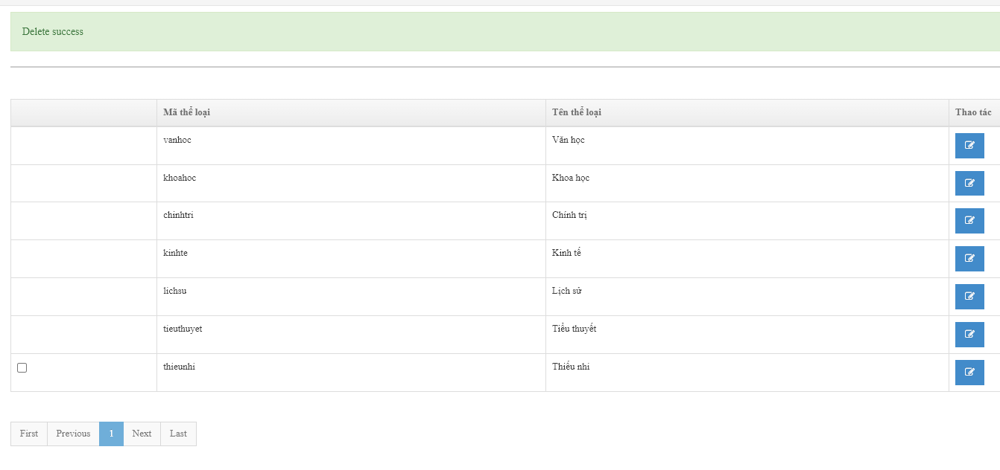 Delete success
Mã thể loại Tên thể loại Thao tác
vanhoc Văn học
khoahoc Khoa học
chinhtri Chính trị
kinhte Kinh tế
lichsu Lịch sử
tieuthuyet Tiểu thuyết
thieunhi Thiếu nhi
First Previous 1 Next Last